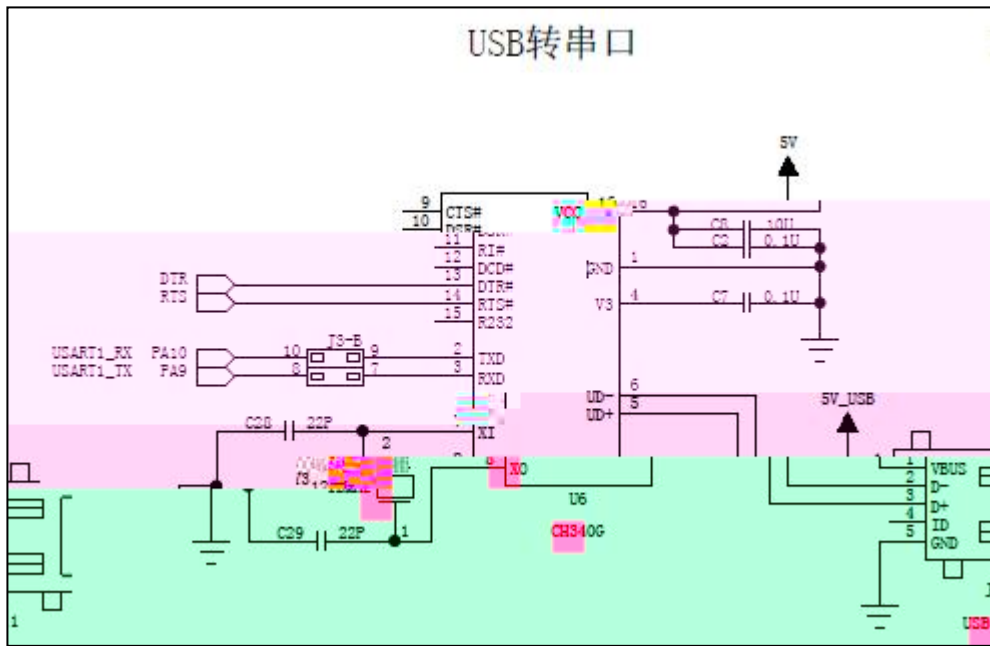 USB转串口
5V
9
CTS#
VCC
10
C8 10U
11
RI#
C2 0.1U
12
DCD#
GND
1
DTR
13
DTR#
RTS
14
RTS#
V3
4
C7 0.1U
15
R232
J3-B
USART1_RX PA10
10
9
2
TXD
USART1_TX PA9
8
7
3
RXD
UD-
6
UD+
5
5V_USB
C28 22P
XI
2
XO
1
VBUS
2
D-
3
D+
4
ID
5
GND
U6
CH340G
C29 22P
1
1
USB